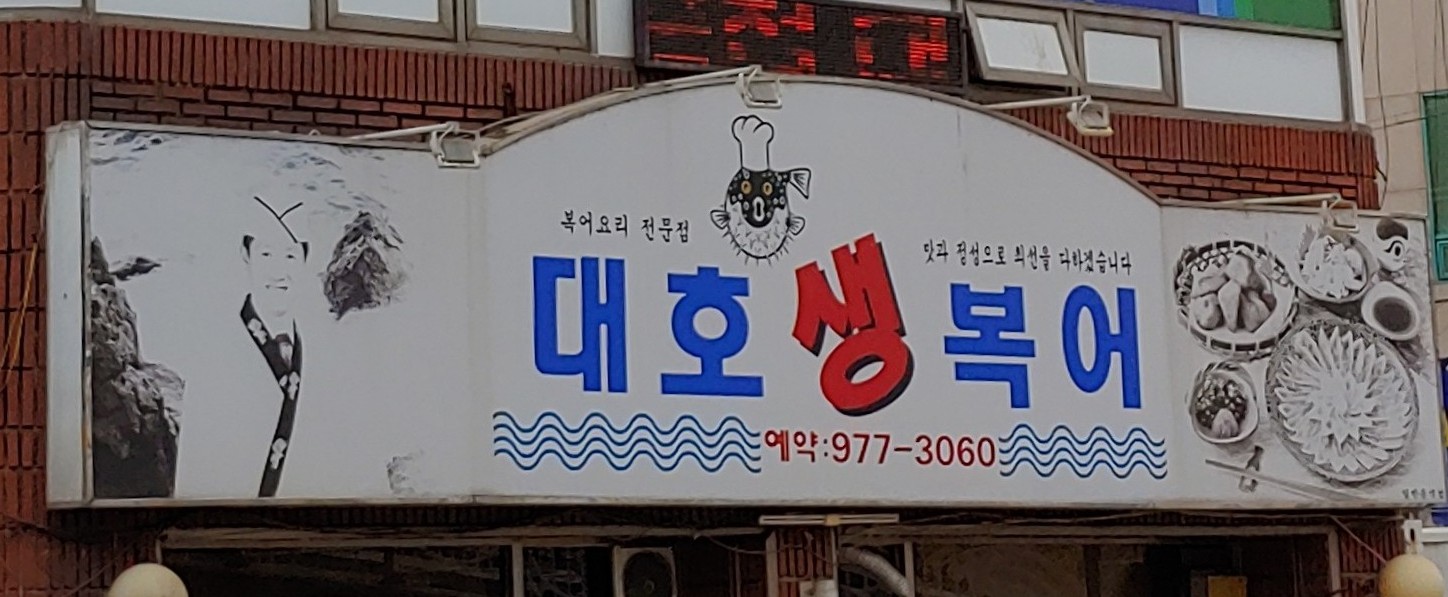 복어요리 전문점
맛과 정성으로 최선을 다하겠습니다
대호생복어
예약:977-3060